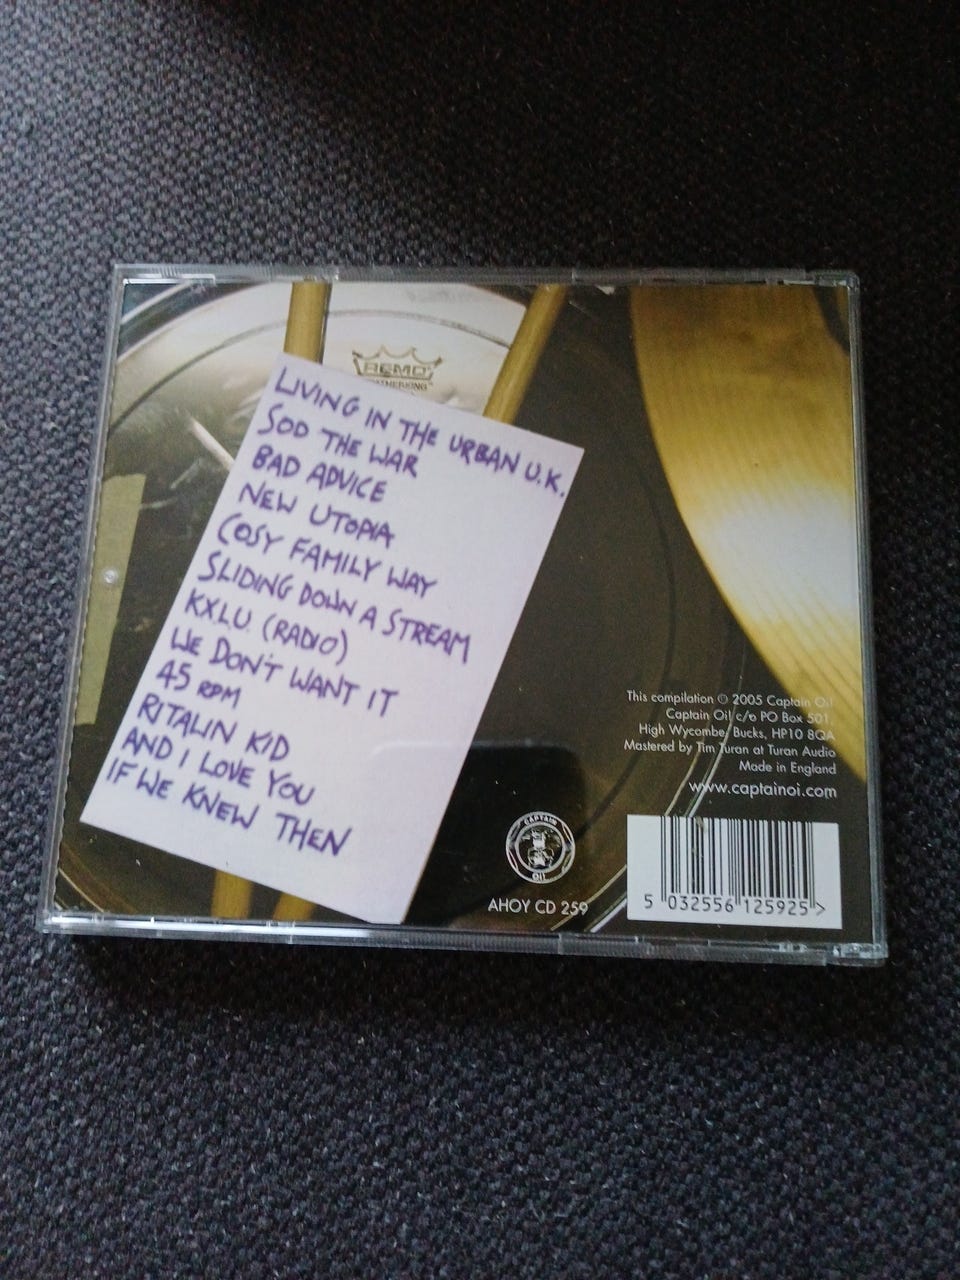 REMO
WEATHERKING
LIVING IN THE URBAN U.K.
SOD THE WAR
BAD ADVICE
NEW UTOPIA
COSY FAMILY WAY
SLIDING DOWN A STREAM
KXLU (RADIO)
WE DON'T WANT IT
45 RPM
RITALIN KID
AND I LOVE YOU
IF WE KNEW THEN
This compilation © 2005 Captain Oi!
Captain Oi! c/o PO Box 501,
High Wycombe, Bucks, HP10 8QA
Mastered by Tim Turan at Turan Audio
Made in England
www.captainoi.com
CAPTAIN
OI!
AHOY CD 259
5 032556 125925 >